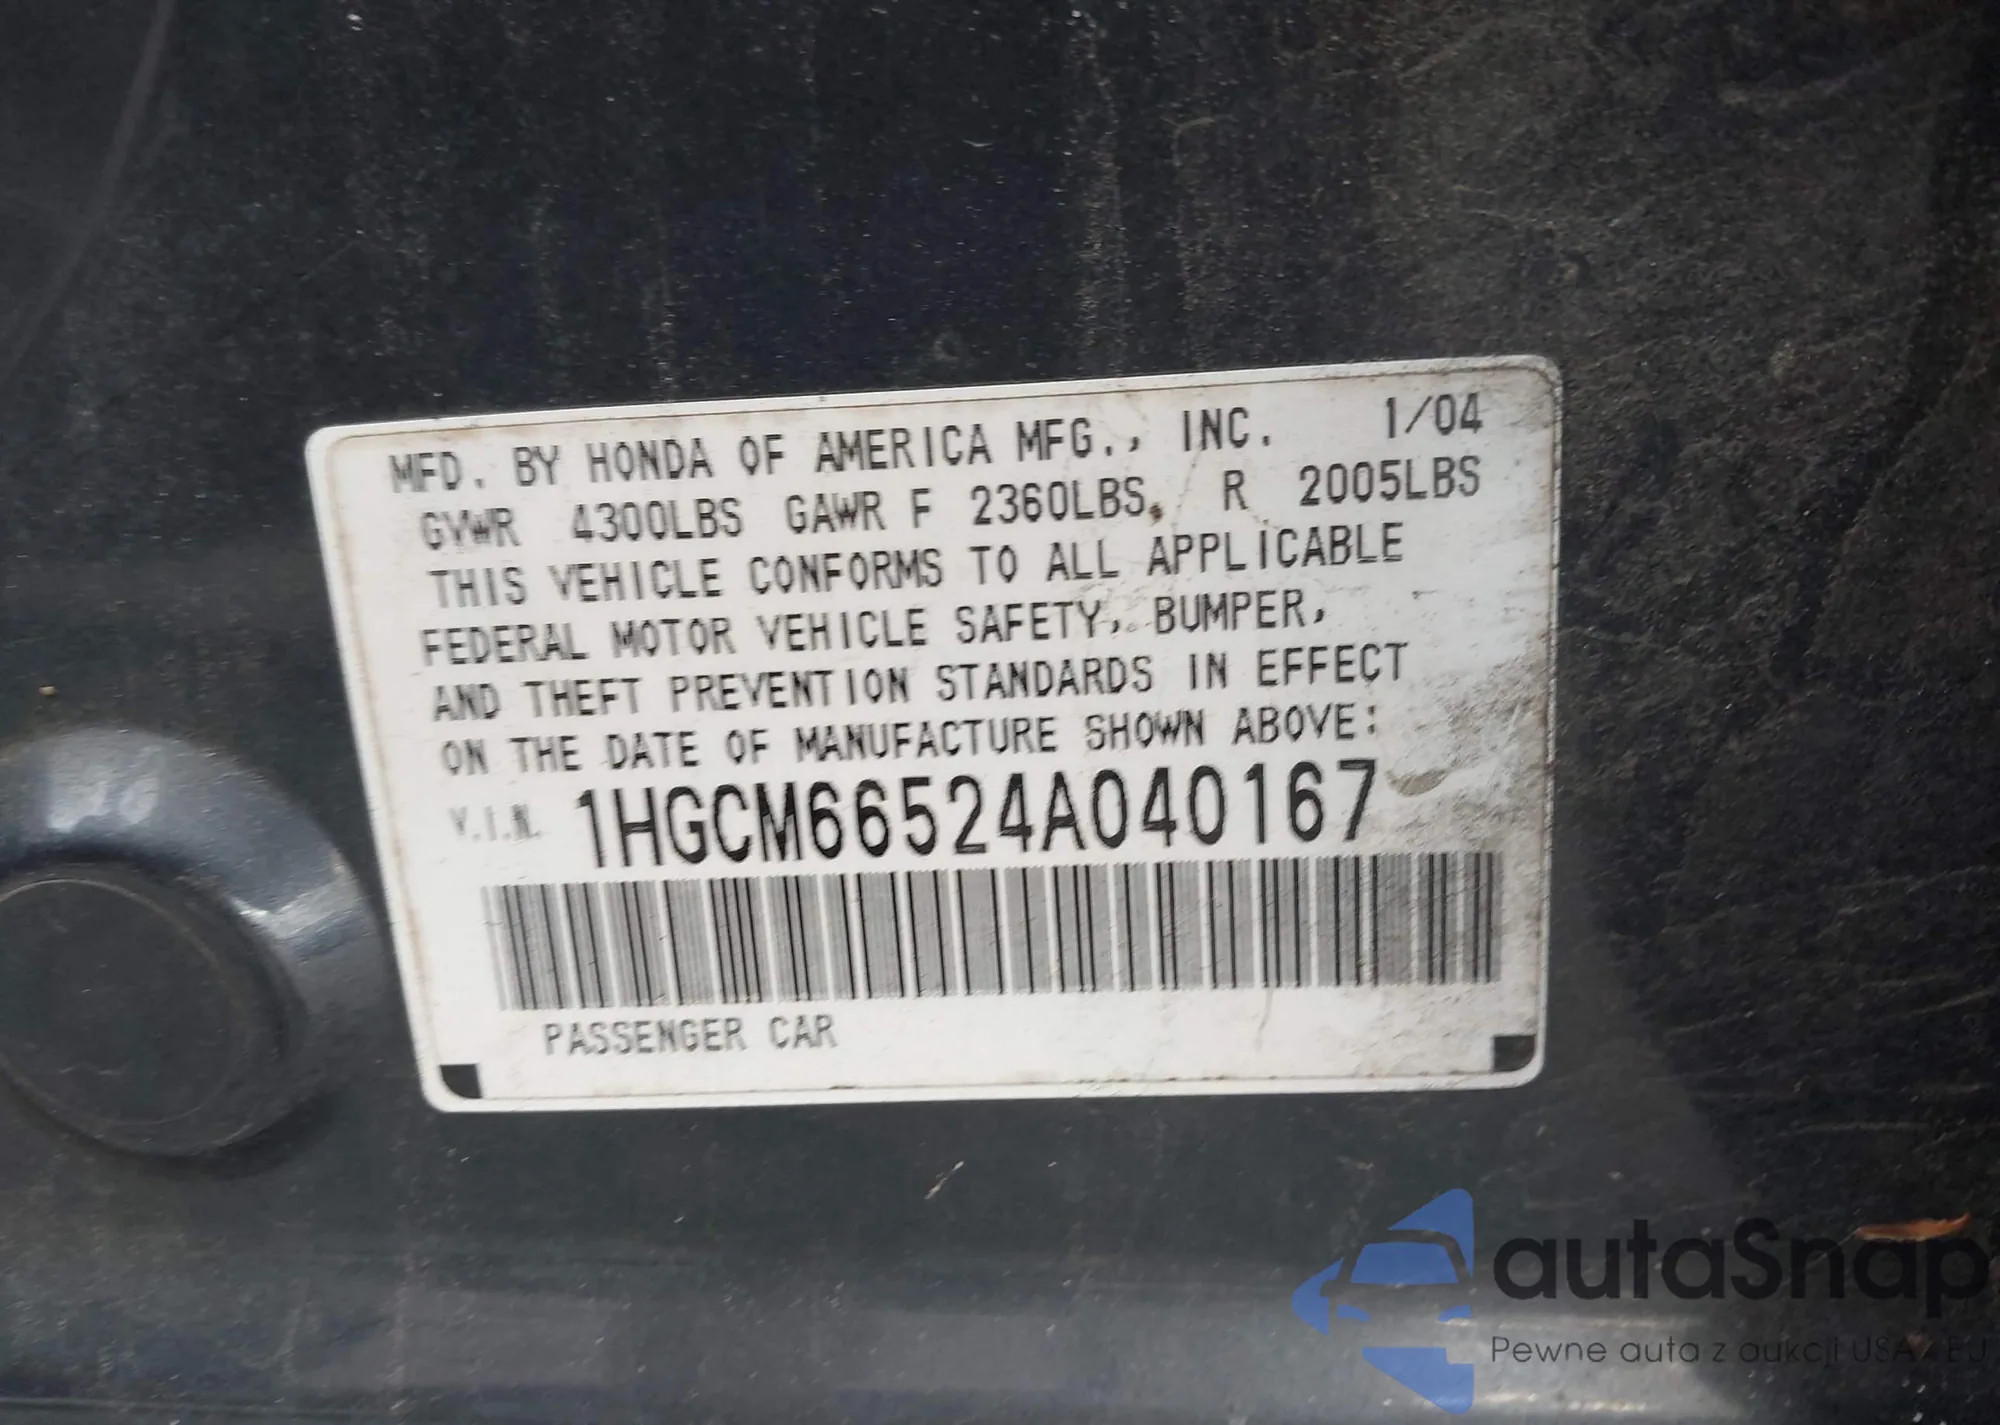 MFD. BY HONDA OF AMERICA MFG., INC. 1/04
GVWR 4300LBS GAWR F 2360LBS, R 2005LBS
THIS VEHICLE CONFORMS TO ALL APPLICABLE
FEDERAL MOTOR VEHICLE SAFETY, BUMPER,
AND THEFT PREVENTION STANDARDS IN EFFECT
ON THE DATE OF MANUFACTURE SHOWN ABOVE:
V.I.N. 1HGCM66524A040167
PASSENGER CAR
autaSnap
Pewne auta z aukcji USA / EU